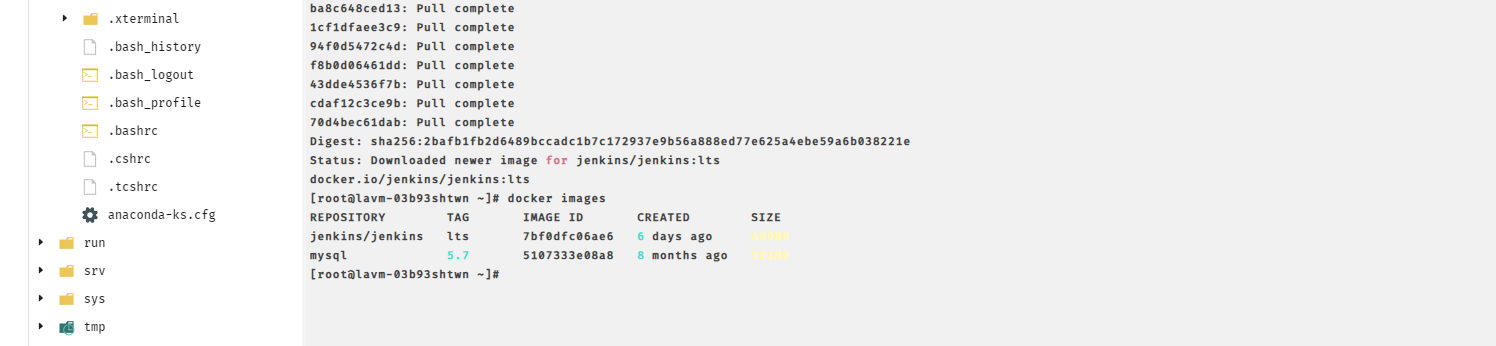 .xterminal
.bash_history
.bash_logout
.bash_profile
.bashrc
.cshrc
.tcshrc
anaconda-ks.cfg
run
srv
sys
tmp
ba8c648ced13: Pull complete
1cf1dfaee3c9: Pull complete
94f0d5472c4d: Pull complete
f8b0d06461dd: Pull complete
43dde4536f7b: Pull complete
cdaf12c3ce9b: Pull complete
70d4bec61dab: Pull complete
Digest: sha256:2bafb1fb2d6489bccadc1b7c172937e9b56a888ed77e625a4ebe59a6b038221e
Status: Downloaded newer image for jenkins/jenkins:lts
docker.io/jenkins/jenkins:lts
[root@lavm-03b93shtwn ~]# docker images
REPOSITORY TAG IMAGE ID CREATED SIZE
jenkins/jenkins lts 7bf0dfc06ae6 6 days ago
mysql 5.7 5107333e08a8 8 months ago
[root@lavm-03b93shtwn ~]#